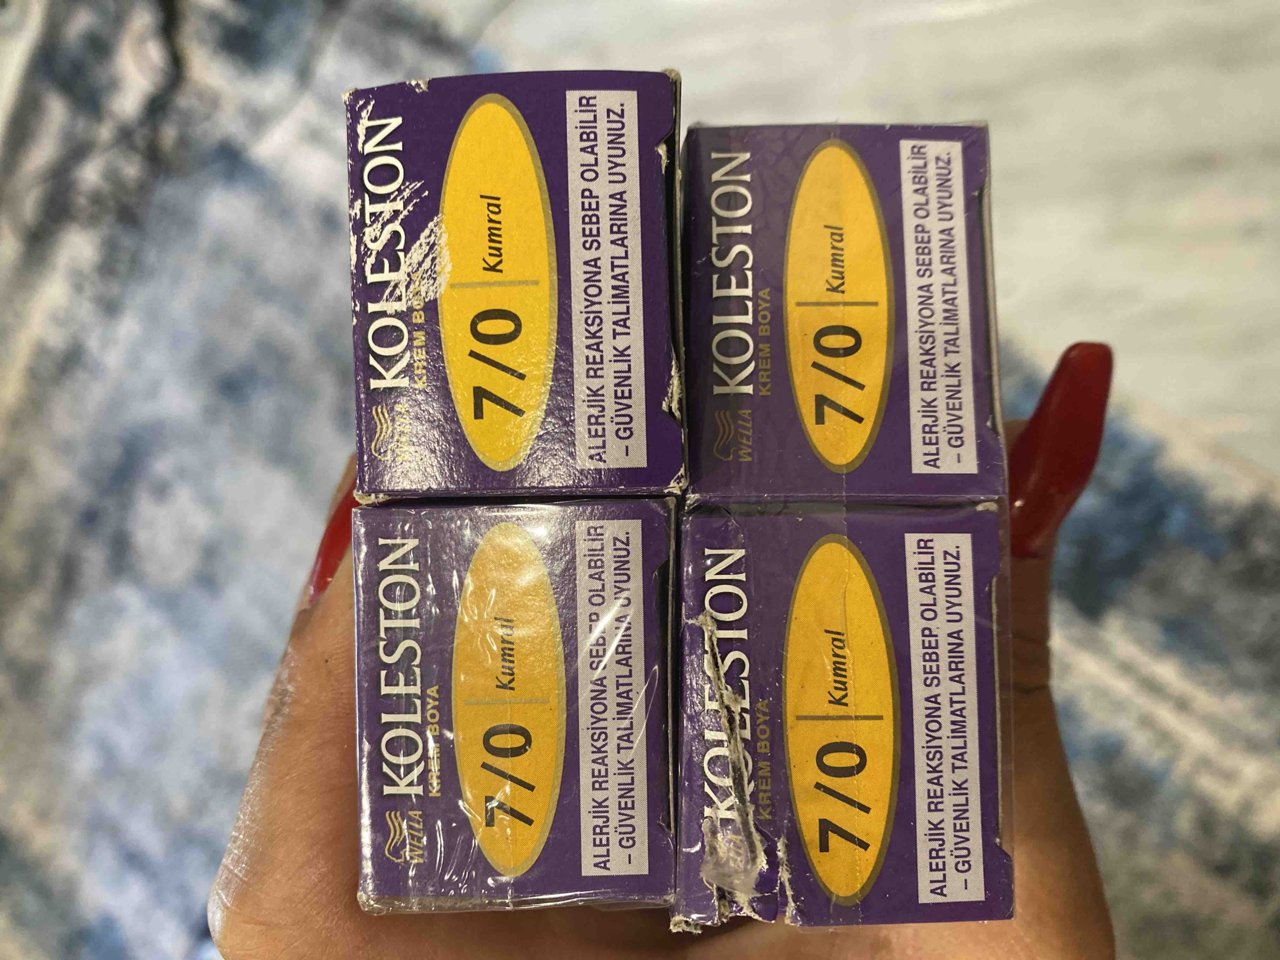 WELLA
KOLESTON
KREM BOYA
7/0
Kumral
ALERJİK REAKSİYONA SEBEP OLABİLİR
– GÜVENLİK TALİMATLARINA UYUNUZ.
WELLA
KOLESTON
KREM BOYA
7/0
Kumral
ALERJİK REAKSİYONA SEBEP OLABİLİR
– GÜVENLİK TALİMATLARINA UYUNUZ.
WELLA
KOLESTON
KREM BOYA
7/0
Kumral
ALERJİK REAKSİYONA SEBEP OLABİLİR
– GÜVENLİK TALİMATLARINA UYUNUZ.
KOLESTON
KREM BOYA
7/0
Kumral
ALERJİK REAKSİYONA SEBEP OLABİLİR
– GÜVENLİK TALİMATLARINA UYUNUZ.